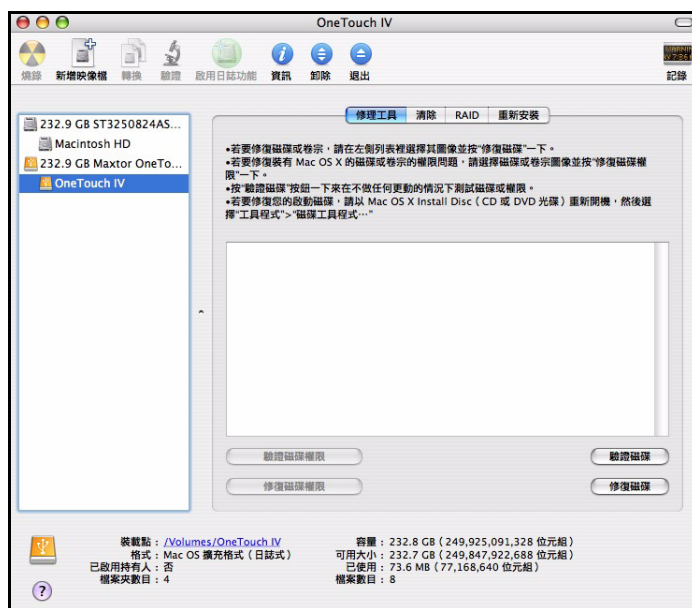 OneTouch IV
燒錄 新增映像檔 轉換 驗證 啟用日誌功能 資訊 卸除 退出 記錄
232.9 GB ST3250824AS...
Macintosh HD
232.9 GB Maxtor OneTo...
OneTouch IV
修理工具 清除 RAID 重新安裝
•若要修復磁碟或卷宗，請在左側列表裡選擇其圖像並按“修復磁碟”一下。
•若要修復裝有 Mac OS X 的磁碟或卷宗的權限問題，請選擇磁碟或卷宗圖像並按“修復磁碟權
限”一下。
•按“驗證磁碟”按鈕一下來在不做任何更動的情況下測試磁碟或權限。
•若要修復您的啟動磁碟，請以 Mac OS X Install Disc（CD 或 DVD 光碟）重新開機，然後選
擇“工具程式”>“磁碟工具程式…”
驗證磁碟權限 驗證磁碟
修復磁碟權限 修復磁碟
裝載點：/Volumes/OneTouch IV 容量：232.8 GB（249,925,091,328 位元組）
格式：Mac OS 擴充格式（日誌式） 可用大小：232.7 GB（249,847,922,688 位元組）
已啟用持有人：否 已使用：73.6 MB（77,168,640 位元組）
檔案夾數目：4 檔案數目：8